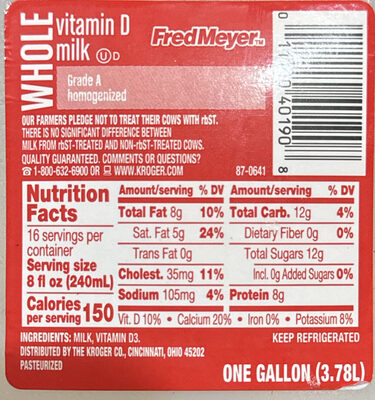 WHOLE
vitamin D
milk UD
FredMeyer™
Grade A
homogenized
OUR FARMERS PLEDGE NOT TO TREAT THEIR COWS WITH rbST.
THERE IS NO SIGNIFICANT DIFFERENCE BETWEEN
MILK FROM rbST-TREATED AND NON-rbST-TREATED COWS.
QUALITY GUARANTEED. COMMENTS OR QUESTIONS?
1-800-632-6900 OR WWW.KROGER.COM
87-0641
Nutrition
Facts
16 servings per
container
Serving size
8 fl oz (240mL)
Calories
per serving 150
Amount/serving % DV
Total Fat 8g 10%
Sat. Fat 5g 24%
Trans Fat 0g
Cholest. 35mg 11%
Sodium 105mg 4%
Amount/serving % DV
Total Carb. 12g 4%
Dietary Fiber 0g 0%
Total Sugars 12g
Incl. 0g Added Sugars 0%
Protein 8g
Vit. D 10% • Calcium 20% • Iron 0% • Potassium 8%
INGREDIENTS: MILK, VITAMIN D3.
DISTRIBUTED BY THE KROGER CO., CINCINNATI, OHIO 45202
PASTEURIZED
KEEP REFRIGERATED
ONE GALLON (3.78L)